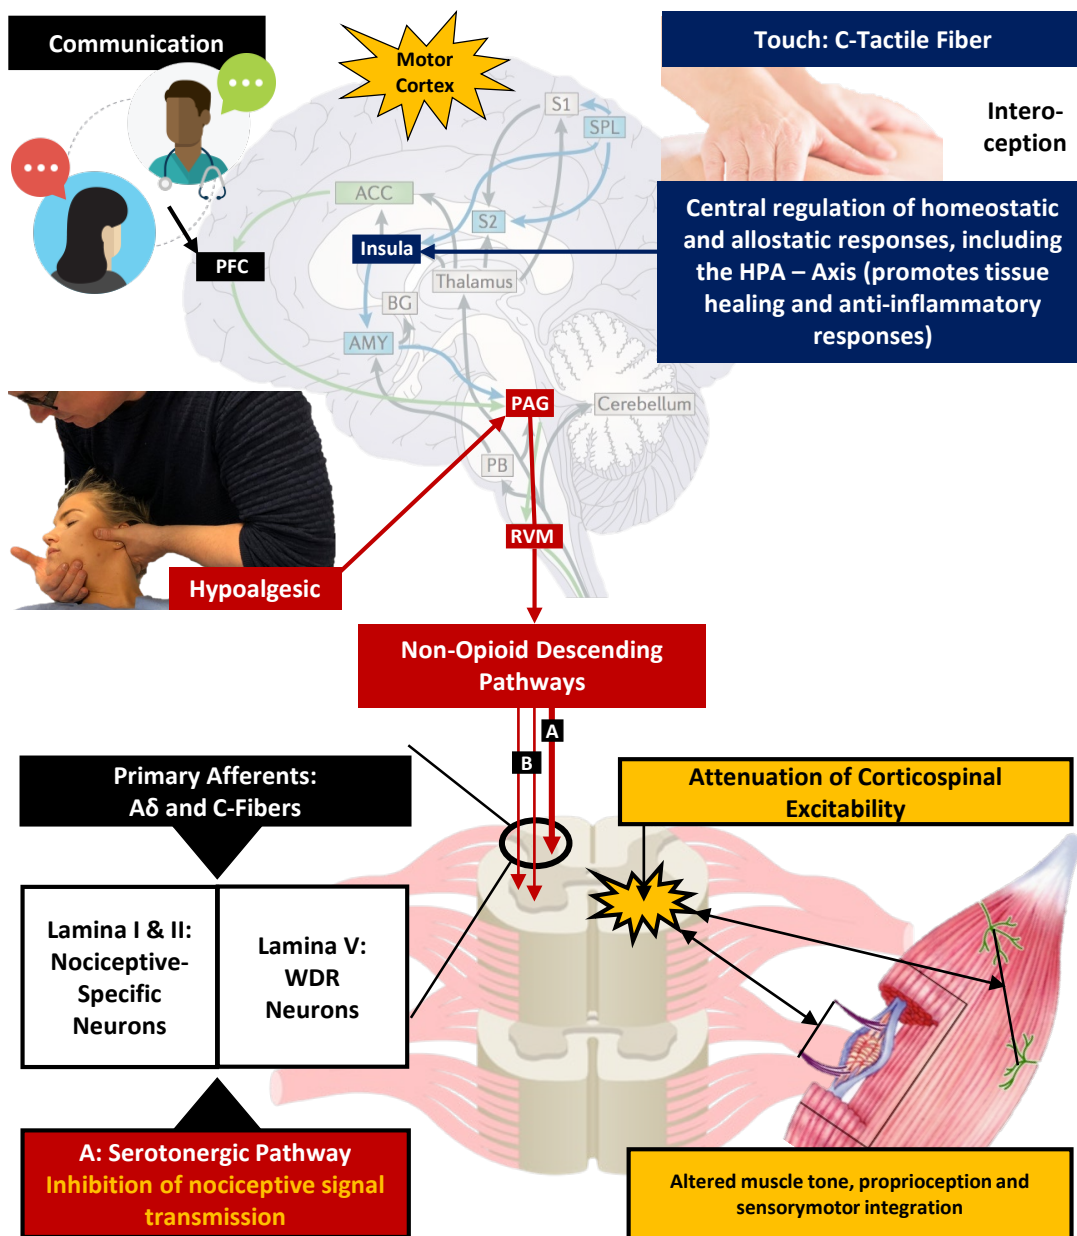 Communication
Motor
Cortex
Touch: C-Tactile Fiber
Intero-
ception
S1
SPL
ACC
S2
Insula
PFC
Thalamus
BG
AMY
Central regulation of homeostatic
and allostatic responses, including
the HPA – Axis (promotes tissue
healing and anti-inflammatory
responses)
PAG
Cerebellum
PB
RVM
Hypoalgesic
Non-Opioid Descending
Pathways
A
B
Primary Afferents:
Aδ and C-Fibers
Attenuation of Corticospinal
Excitability
Lamina I & II:
Nociceptive-
Specific
Neurons
Lamina V:
WDR
Neurons
A: Serotonergic Pathway
Inhibition of nociceptive signal
transmission
Altered muscle tone, proprioception and
sensorymotor integration